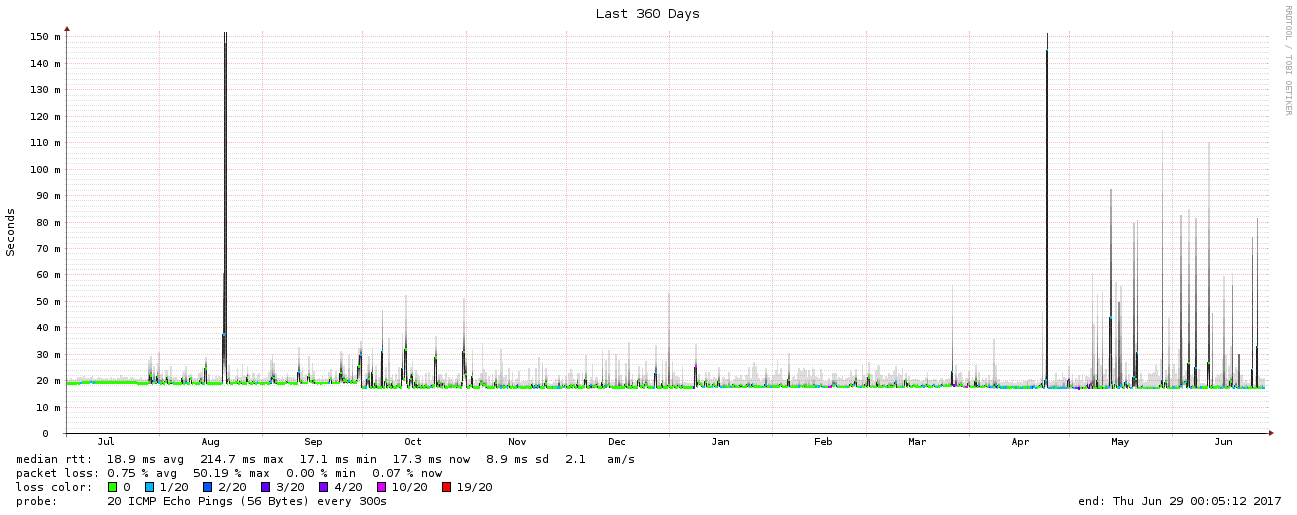 Last 360 Days
RRDTOOL / TOBI OETIKER
Seconds
150 m
140 m
130 m
120 m
110 m
100 m
90 m
80 m
70 m
60 m
50 m
40 m
30 m
20 m
10 m
0
Jul Aug Sep Oct Nov Dec Jan Feb Mar Apr May Jun
median rtt: 18.9 ms avg 214.7 ms max 17.1 ms min 17.3 ms now 8.9 ms sd 2.1 am/s
packet loss: 0.75 % avg 50.19 % max 0.00 % min 0.07 % now
loss color: 0 1/20 2/20 3/20 4/20 10/20 19/20
probe: 20 ICMP Echo Pings (56 Bytes) every 300s end: Thu Jun 29 00:05:12 2017